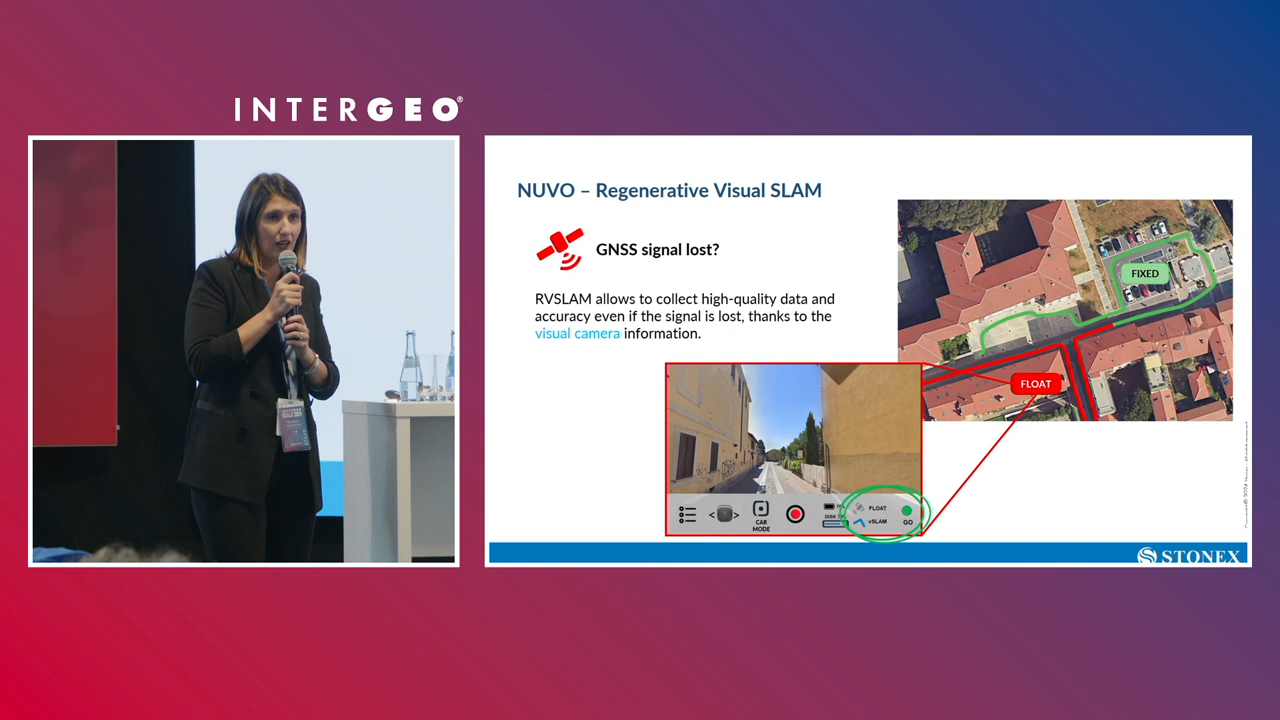 INTERGEO®
NUVO – Regenerative Visual SLAM
GNSS signal lost?
RVSLAM allows to collect high-quality data and
accuracy even if the signal is lost, thanks to the
visual camera information.
FIXED
FLOAT
CAR
MODE
DISK
FLOAT
vSLAM
GO
STONEX